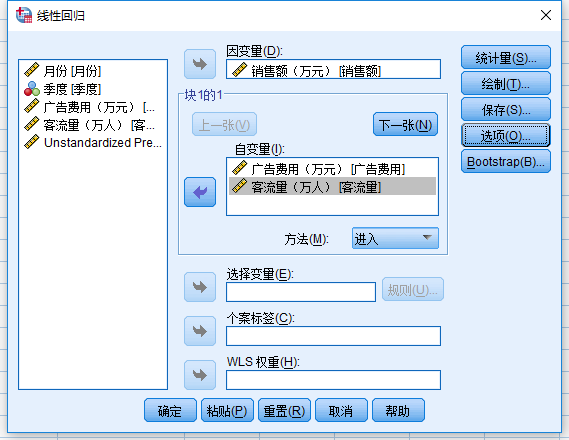 线性回归
月份 [月份]
季度 [季度]
广告费用（万元） [...
客流量（万人） [客...
Unstandardized Pre...
因变量(D):
销售额（万元） [销售额]
块1的1
上一张(V)
下一张(N)
自变量(I):
广告费用（万元） [广告费用]
客流量（万人） [客流量]
方法(M):
进入
选择变量(E):
规则(U)...
个案标签(C):
WLS 权重(H):
统计量(S)...
绘制(T)...
保存(S)...
选项(O)...
Bootstrap(B)...
确定
粘贴(P)
重置(R)
取消
帮助